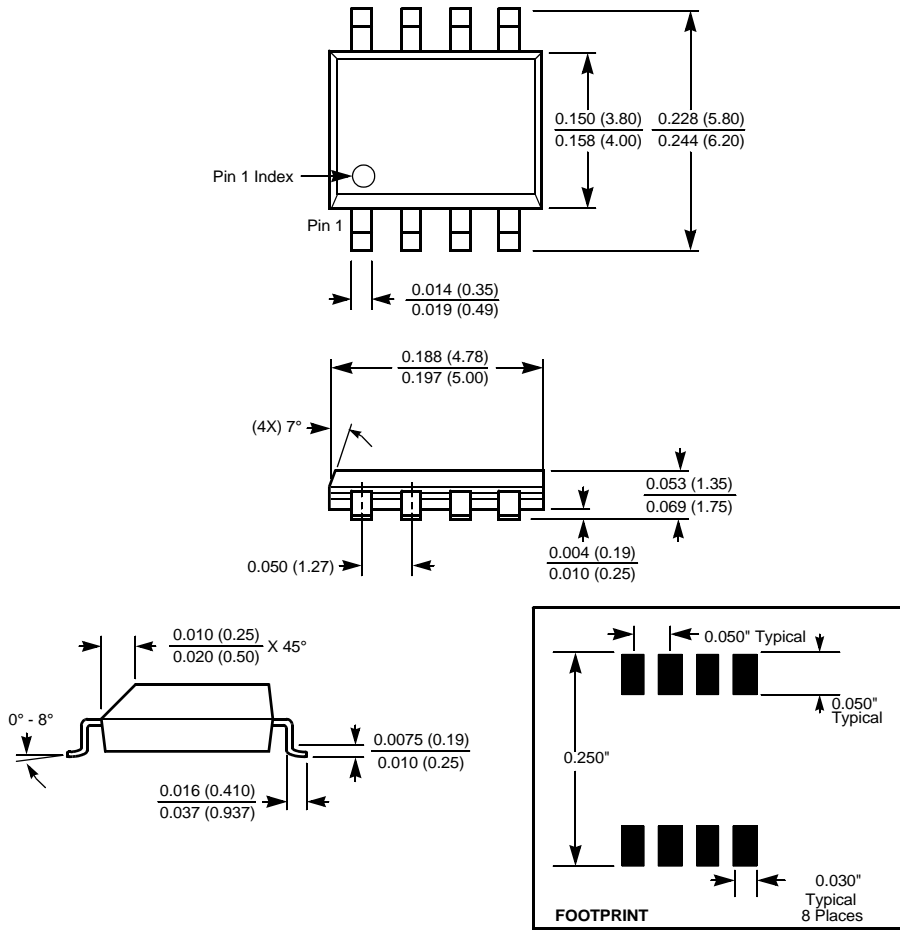 0.150 (3.80)
0.158 (4.00)
0.228 (5.80)
0.244 (6.20)
Pin 1 Index
Pin 1
0.014 (0.35)
0.019 (0.49)
0.188 (4.78)
0.197 (5.00)
(4X) 7°
0.053 (1.35)
0.069 (1.75)
0.004 (0.19)
0.010 (0.25)
0.050 (1.27)
0.010 (0.25)
0.020 (0.50)
X 45°
0° - 8°
0.0075 (0.19)
0.010 (0.25)
0.016 (0.410)
0.037 (0.937)
0.050" Typical
0.050"
Typical
0.250"
0.030"
Typical
8 Places
FOOTPRINT